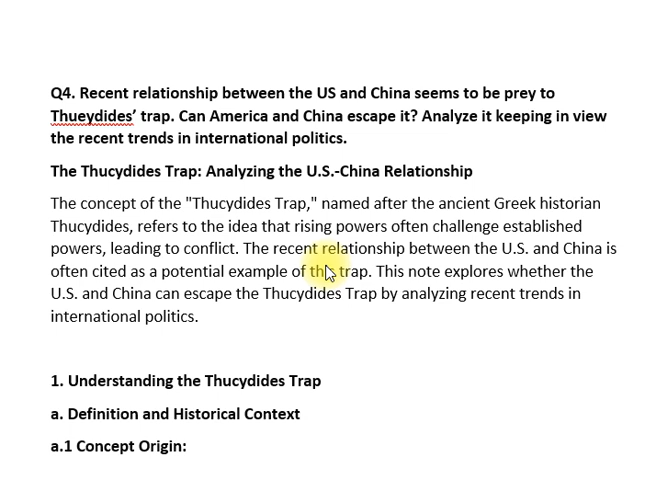 Q4. Recent relationship between the US and China seems to be prey to
Thueydides’ trap. Can America and China escape it? Analyze it keeping in view
the recent trends in international politics.
The Thucydides Trap: Analyzing the U.S.-China Relationship
The concept of the "Thucydides Trap," named after the ancient Greek historian
Thucydides, refers to the idea that rising powers often challenge established
powers, leading to conflict. The recent relationship between the U.S. and China is
often cited as a potential example of this trap. This note explores whether the
U.S. and China can escape the Thucydides Trap by analyzing recent trends in
international politics.
1. Understanding the Thucydides Trap
a. Definition and Historical Context
a.1 Concept Origin: